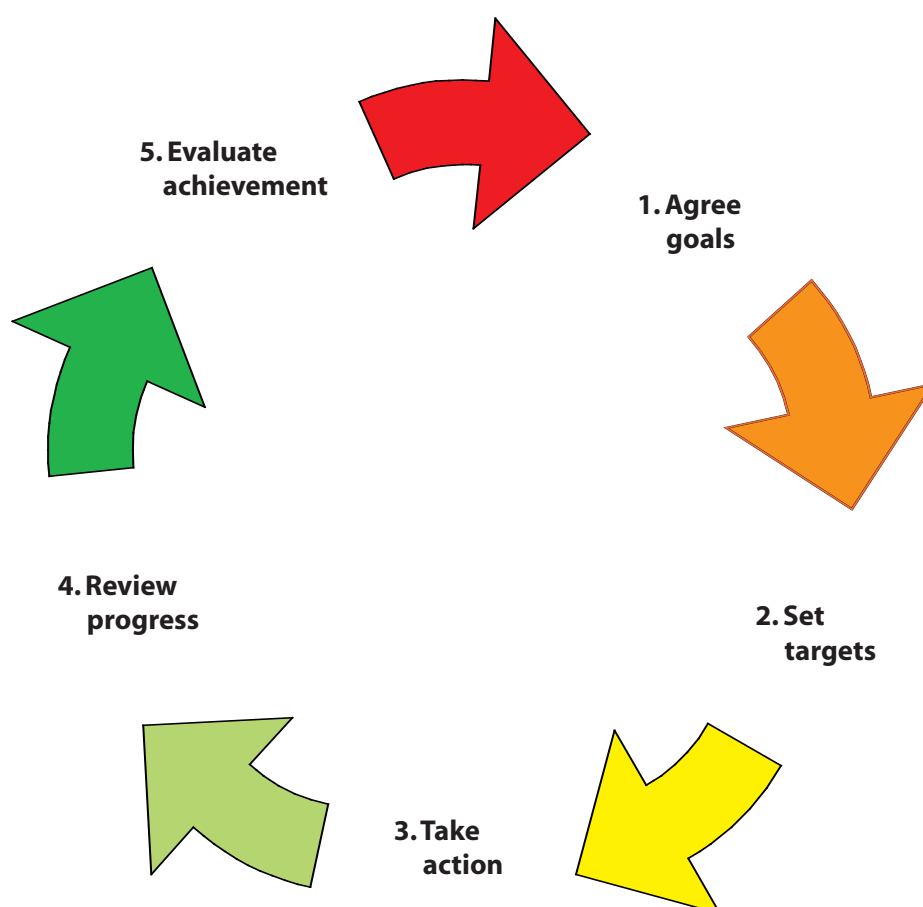 5. Evaluate
achievement
1. Agree
goals
4. Review
progress
2. Set
targets
3. Take
action